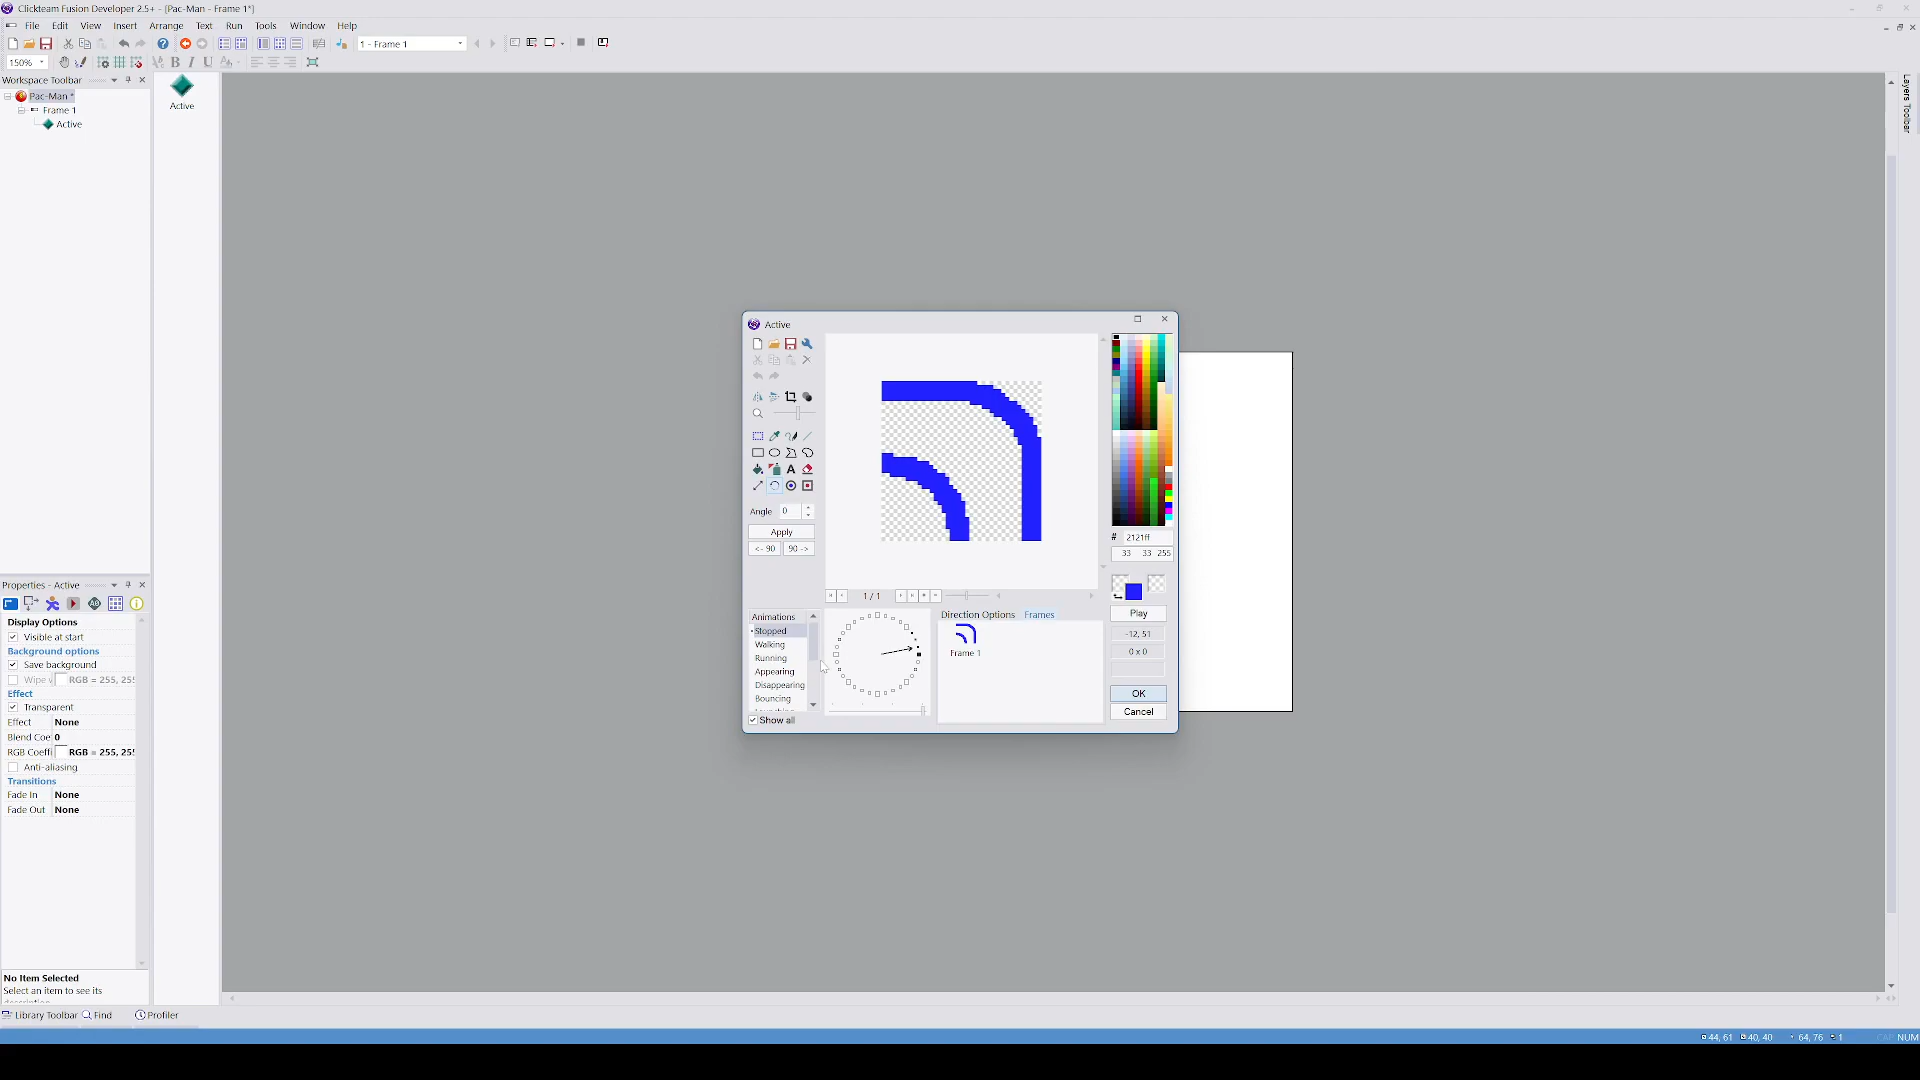 Clickteam Fusion Developer 2.5+ - [Pac-Man - Frame 1*]
File Edit View Insert Arrange Text Run Tools Window Help
1 - Frame 1
150%
Workspace Toolbar
Pac-Man *
Frame 1
Active
Active
Layers Toolbar
Active
Angle 0
Apply
<- 90 90 ->
# 2121ff
33 33 255
1 / 1
Animations
Stopped
Walking
Running
Appearing
Disappearing
Bouncing
Show all
Direction Options Frames
Frame 1
Play
-12, 51
0 x 0
OK
Cancel
Properties - Active
Display Options
Visible at start
Background options
Save background
Wipe w RGB = 255, 25
Effect
Transparent
Effect None
Blend Coe 0
RGB Coeffi RGB = 255, 25
Anti-aliasing
Transitions
Fade In None
Fade Out None
No Item Selected
Select an item to see its
Library Toolbar Find Profiler
44, 61 40, 40 64, 76 1 CAP NUM